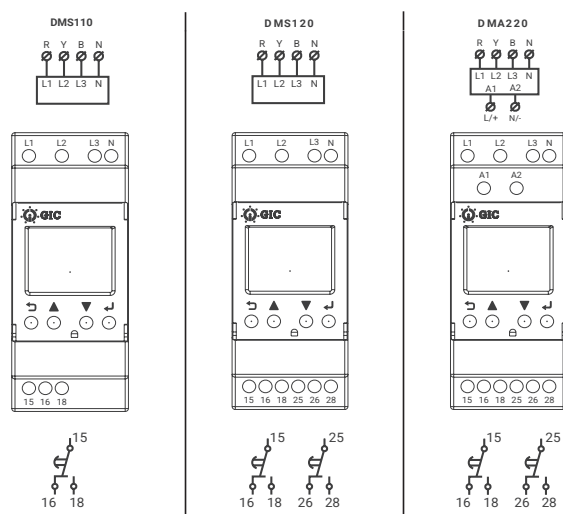 DMS110
R Y B N
L1 L2 L3 N
L1 L2 L3 N
GIC
15 16 18
15
16 18
DMS120
R Y B N
L1 L2 L3 N
L1 L2 L3 N
GIC
15 16 18 25 26 28
15 25
16 18 26 28
DMA220
R Y B N
L1 L2 L3 N
A1 A2
L/+ N/-
L1 L2 L3 N
A1 A2
GIC
15 16 18 25 26 28
15 25
16 18 26 28